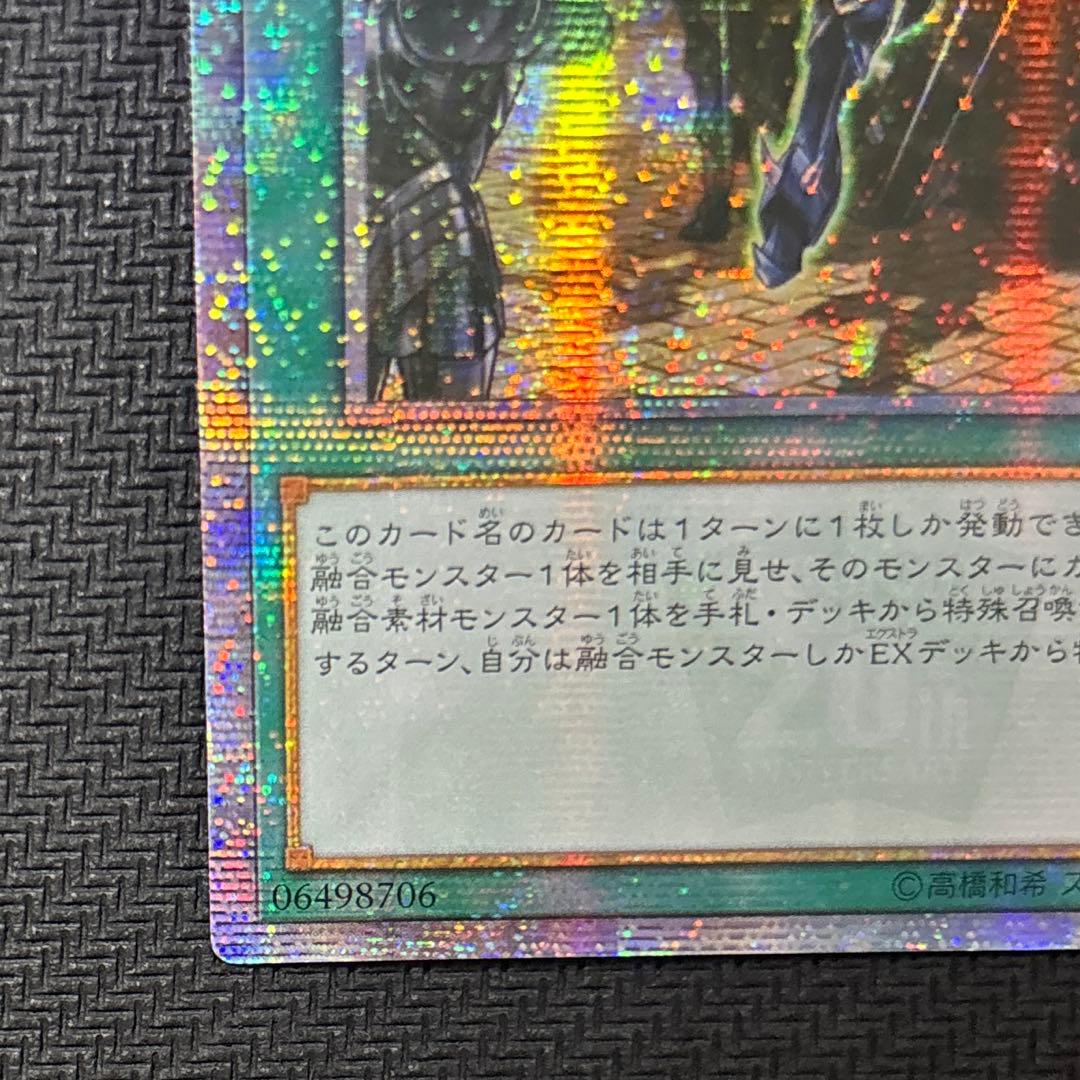 このカード名のカードは1ターンに1枚しか発動でき
融合モンスター1体を相手に見せ、そのモンスターにカ
融合素材モンスター1体を手札・デッキから特殊召喚
するターン、自分は融合モンスターしかEXデッキから特
20th
06498706
©高橋和希 ス